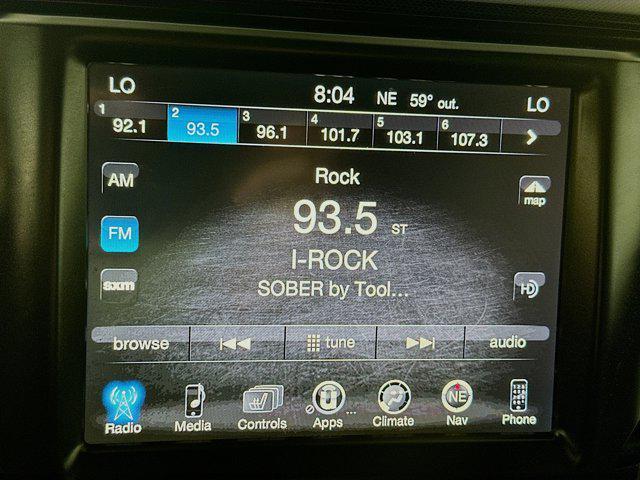 LO 8:04 NE 59° out. LO
1 92.1 2 93.5 3 96.1 4 101.7 5 103.1 6 107.3
AM
Rock
map
93.5 ST
FM
I-ROCK
sxm
SOBER by Tool...
HD
browse tune audio
Radio Media Controls Apps ... Climate NE Nav Phone